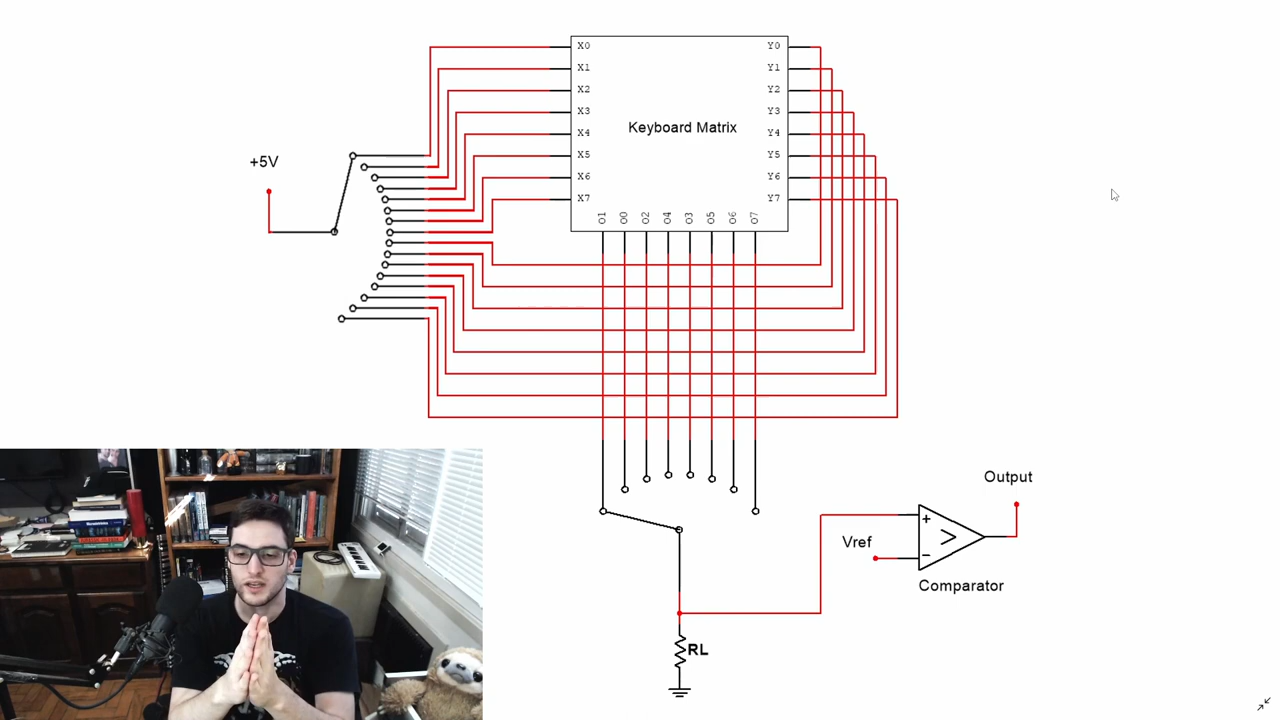 X0
X1
X2
X3
X4
X5
X6
X7
Y0
Y1
Y2
Y3
Y4
Y5
Y6
Y7
Keyboard Matrix
O1
O0
O2
O4
O3
O5
O6
O7
+5V
Output
Vref
+
>
−
Comparator
RL